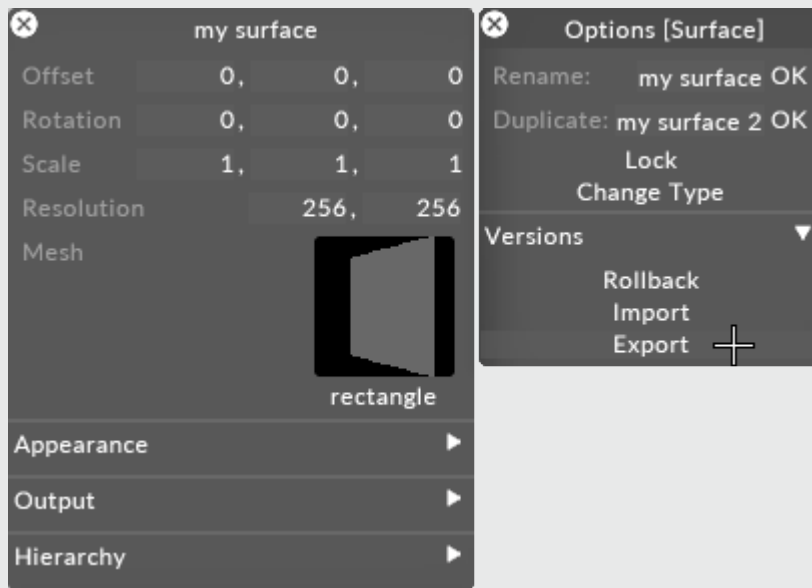 my surface
Offset 0, 0, 0
Rotation 0, 0, 0
Scale 1, 1, 1
Resolution 256, 256
Mesh
rectangle
Appearance
Output
Hierarchy
Options [Surface]
Rename: my surface OK
Duplicate: my surface 2 OK
Lock
Change Type
Versions
Rollback
Import
Export